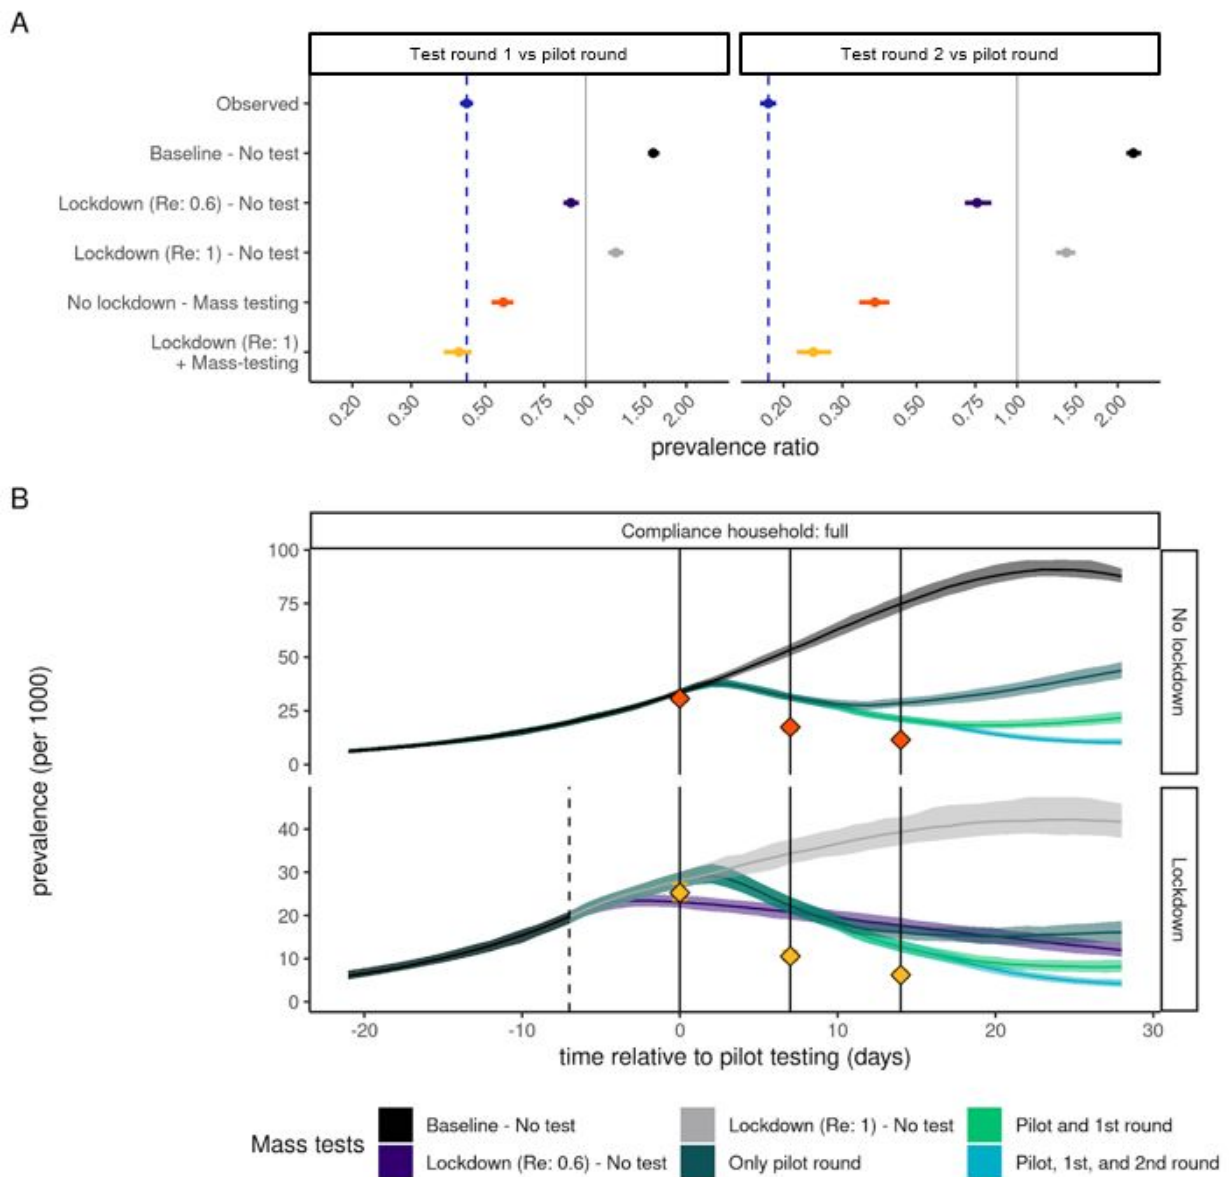 A
Test round 1 vs pilot round
Test round 2 vs pilot round
Observed
Baseline - No test
Lockdown (Re: 0.6) - No test
Lockdown (Re: 1) - No test
No lockdown - Mass testing
Lockdown (Re: 1)
+ Mass-testing
0.20 0.30 0.50 0.75 1.00 1.50 2.00
0.20 0.30 0.50 0.75 1.00 1.50 2.00
prevalence ratio
B
Compliance household: full
100
75
50
25
0
No lockdown
prevalence (per 1000)
40
30
20
10
0
Lockdown
-20 -10 0 10 20 30
time relative to pilot testing (days)
Mass tests
Baseline - No test
Lockdown (Re: 1) - No test
Pilot and 1st round
Lockdown (Re: 0.6) - No test
Only pilot round
Pilot, 1st, and 2nd round